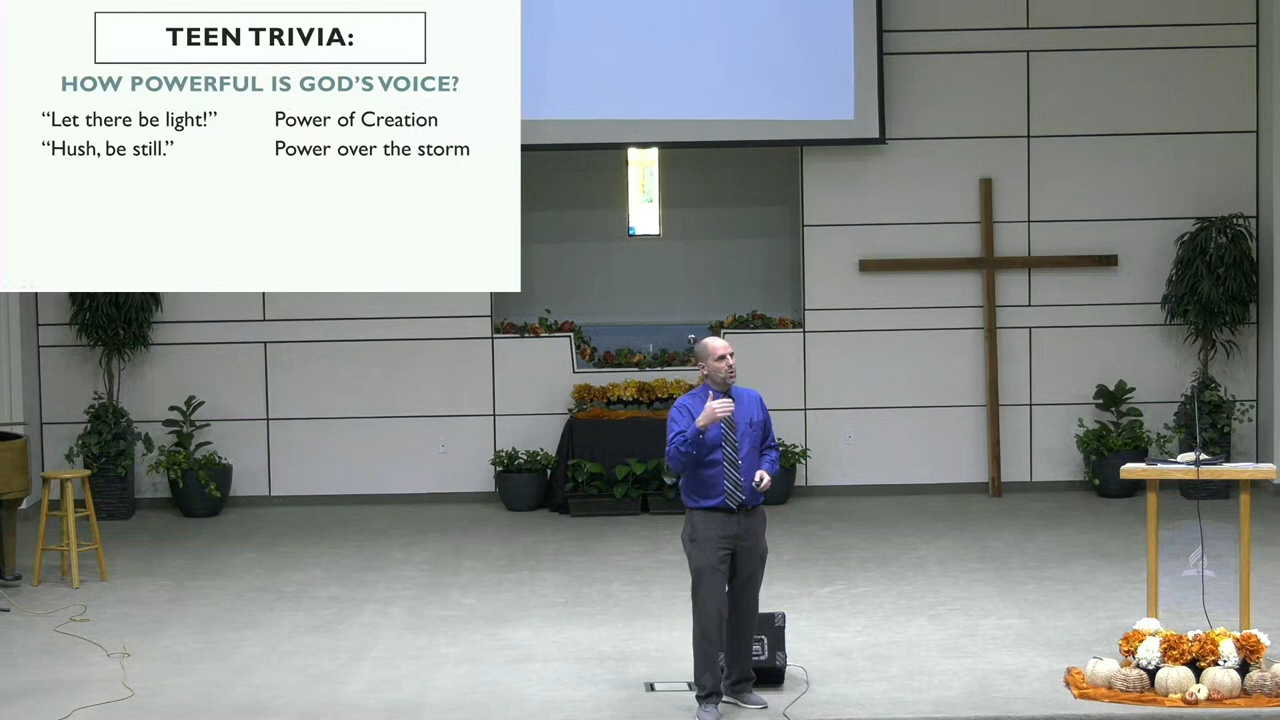 TEEN TRIVIA:
HOW POWERFUL IS GOD'S VOICE?
“Let there be light!” Power of Creation
“Hush, be still.” Power over the storm